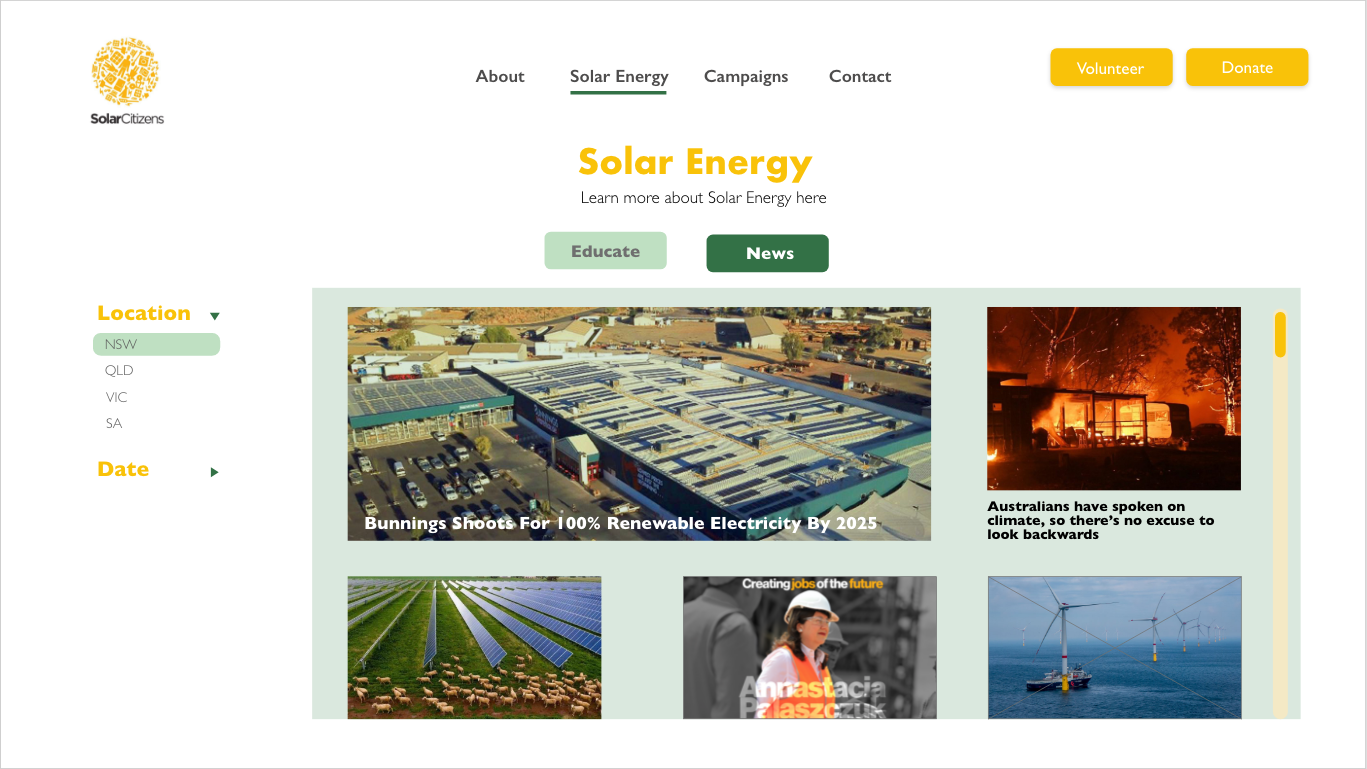 SolarCitizens
About
Solar Energy
Campaigns
Contact
Volunteer
Donate
Solar Energy
Learn more about Solar Energy here
Educate
News
Location
NSW
QLD
VIC
SA
Date
BUNNINGS
Bunnings Shoots For 100% Renewable Electricity By 2025
Australians have spoken on
climate, so there’s no excuse to
look backwards
Creating jobs of the future
Annastacia
Palaszczuk